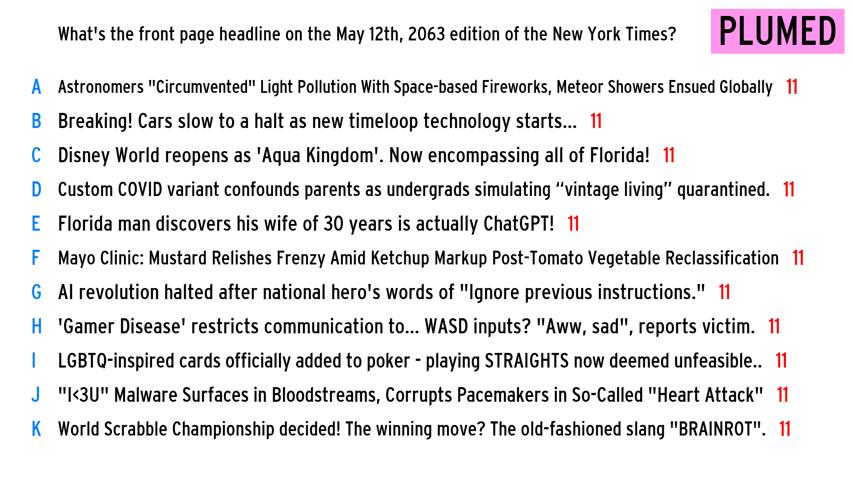 What's the front page headline on the May 12th, 2063 edition of the New York Times?
PLUMED
A Astronomers "Circumvented" Light Pollution With Space-based Fireworks, Meteor Showers Ensued Globally 11
B Breaking! Cars slow to a halt as new timeloop technology starts... 11
C Disney World reopens as 'Aqua Kingdom'. Now encompassing all of Florida! 11
D Custom COVID variant confounds parents as undergrads simulating “vintage living” quarantined. 11
E Florida man discovers his wife of 30 years is actually ChatGPT! 11
F Mayo Clinic: Mustard Relishes Frenzy Amid Ketchup Markup Post-Tomato Vegetable Reclassification 11
G AI revolution halted after national hero's words of "Ignore previous instructions." 11
H 'Gamer Disease' restricts communication to... WASD inputs? "Aww, sad", reports victim. 11
I LGBTQ-inspired cards officially added to poker - playing STRAIGHTS now deemed unfeasible.. 11
J "I<3U" Malware Surfaces in Bloodstreams, Corrupts Pacemakers in So-Called "Heart Attack" 11
K World Scrabble Championship decided! The winning move? The old-fashioned slang "BRAINROT". 11